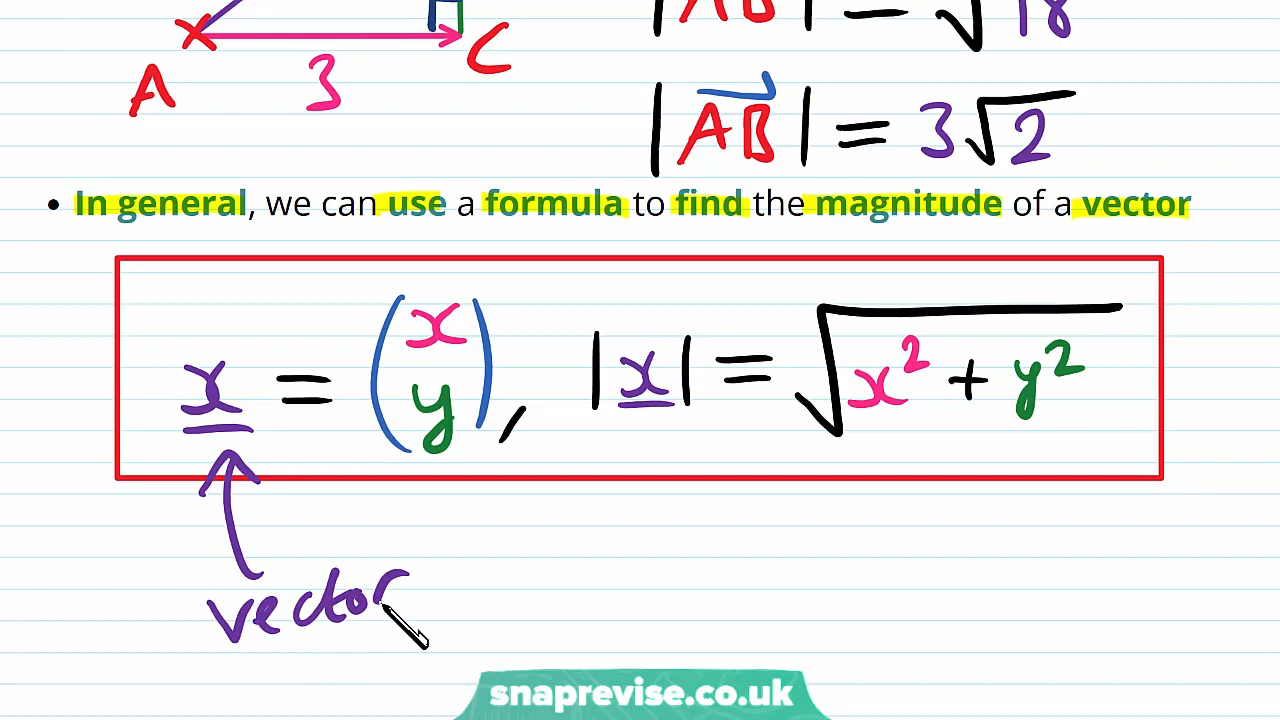 |AB| = √18
A 3 C
|AB| = 3√2
• In general, we can use a formula to find the magnitude of a vector
x = (x y), |x| = √x² + y²
vector
snaprevise.co.uk